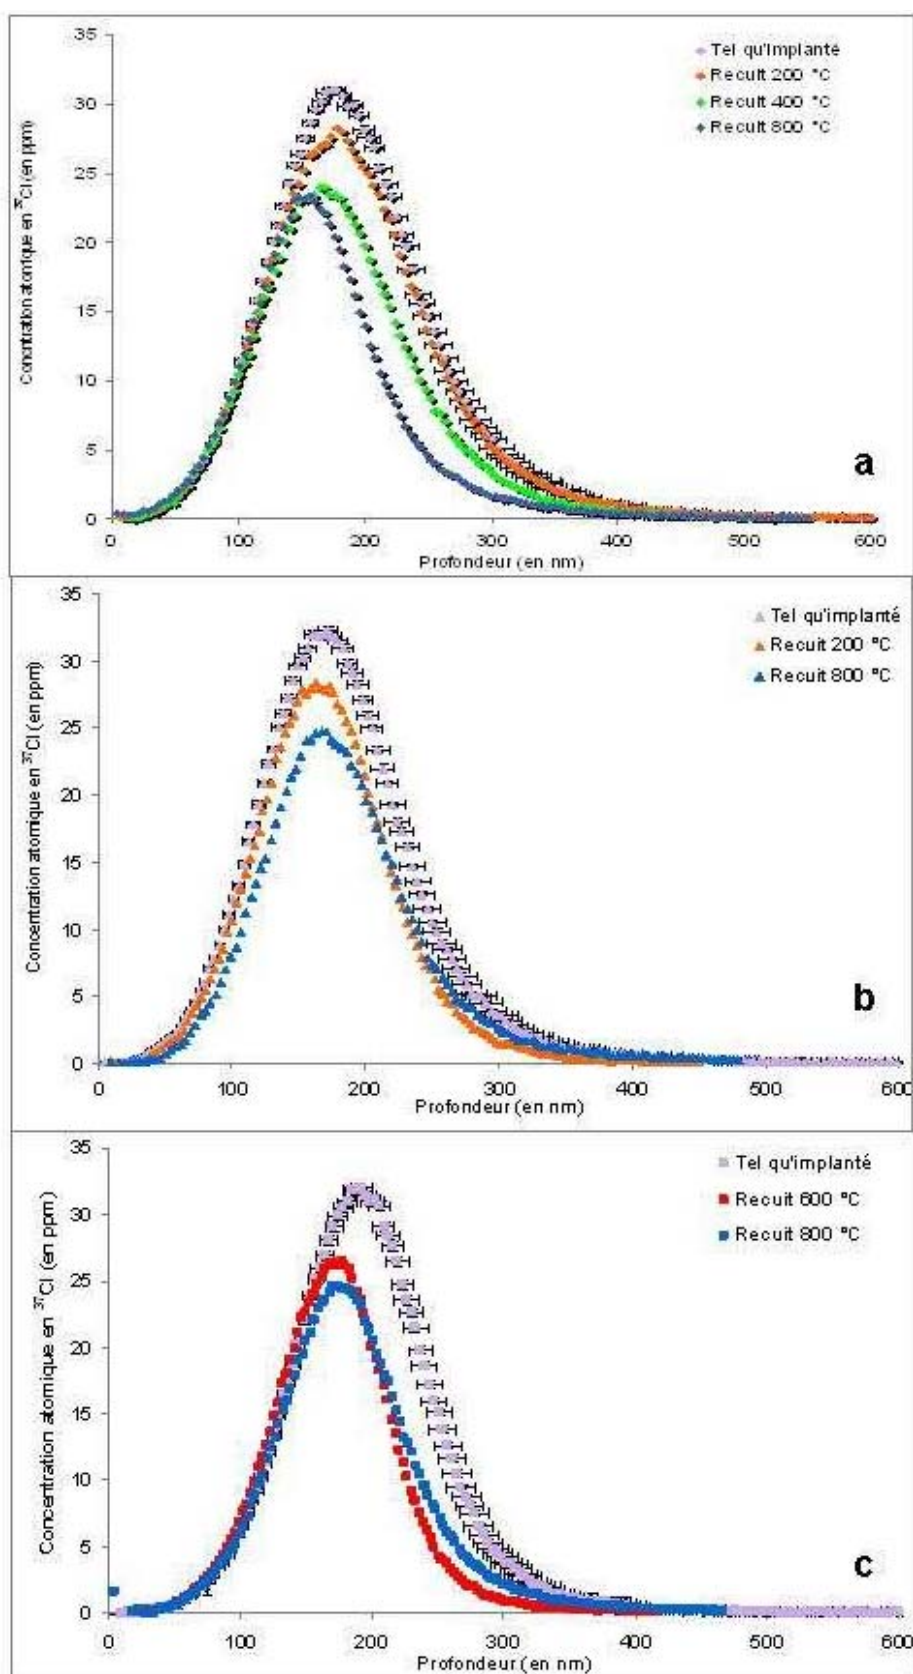 35
30
25
20
15
10
5
0
Concentration atomique en ³⁷Cl (en ppm)
Tel qu'implanté
Recuit 200 °C
Recuit 400 °C
Recuit 800 °C
a
0 100 200 300 400 500 600
Profondeur (en nm)
35
30
25
20
15
10
5
0
Concentration atomique en ³⁷Cl (en ppm)
Tel qu'implanté
Recuit 200 °C
Recuit 800 °C
b
0 100 200 300 400 500 600
Profondeur (en nm)
35
30
25
20
15
10
5
0
Concentration atomique en ³⁷Cl (en ppm)
Tel qu'implanté
Recuit 600 °C
Recuit 800 °C
c
0 100 200 300 400 500 600
Profondeur (en nm)